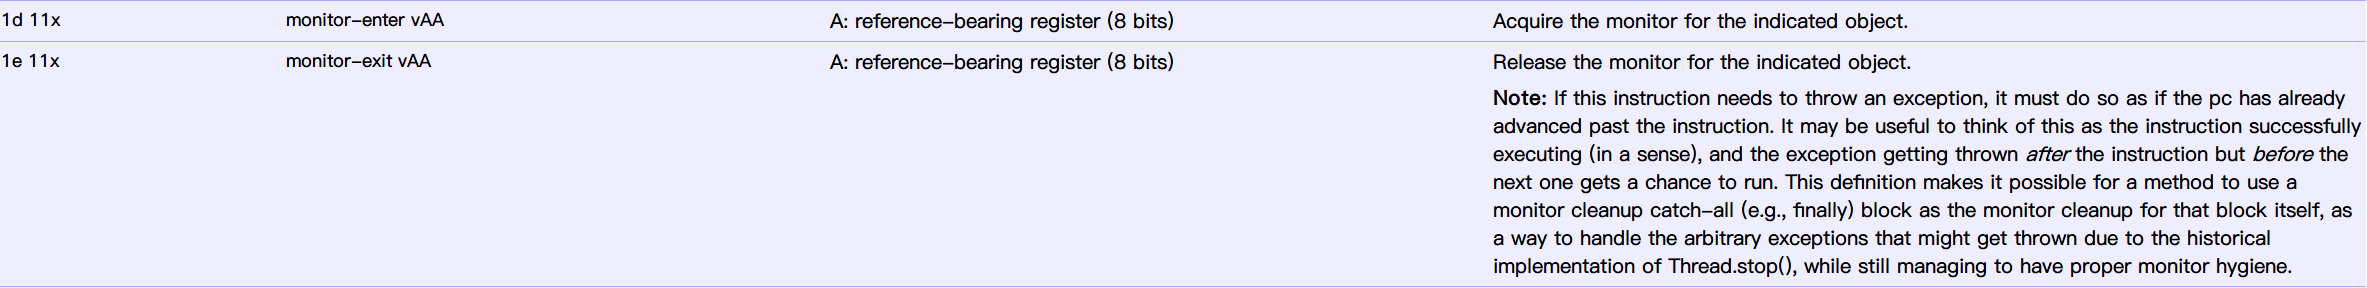 1d 11x monitor-enter vAA A: reference-bearing register (8 bits) Acquire the monitor for the indicated object.
1e 11x monitor-exit vAA A: reference-bearing register (8 bits) Release the monitor for the indicated object.
Note: If this instruction needs to throw an exception, it must do so as if the pc has already
advanced past the instruction. It may be useful to think of this as the instruction successfully
executing (in a sense), and the exception getting thrown after the instruction but before the
next one gets a chance to run. This definition makes it possible for a method to use a
monitor cleanup catch-all (e.g., finally) block as the monitor cleanup for that block itself, as
a way to handle the arbitrary exceptions that might get thrown due to the historical
implementation of Thread.stop(), while still managing to have proper monitor hygiene.